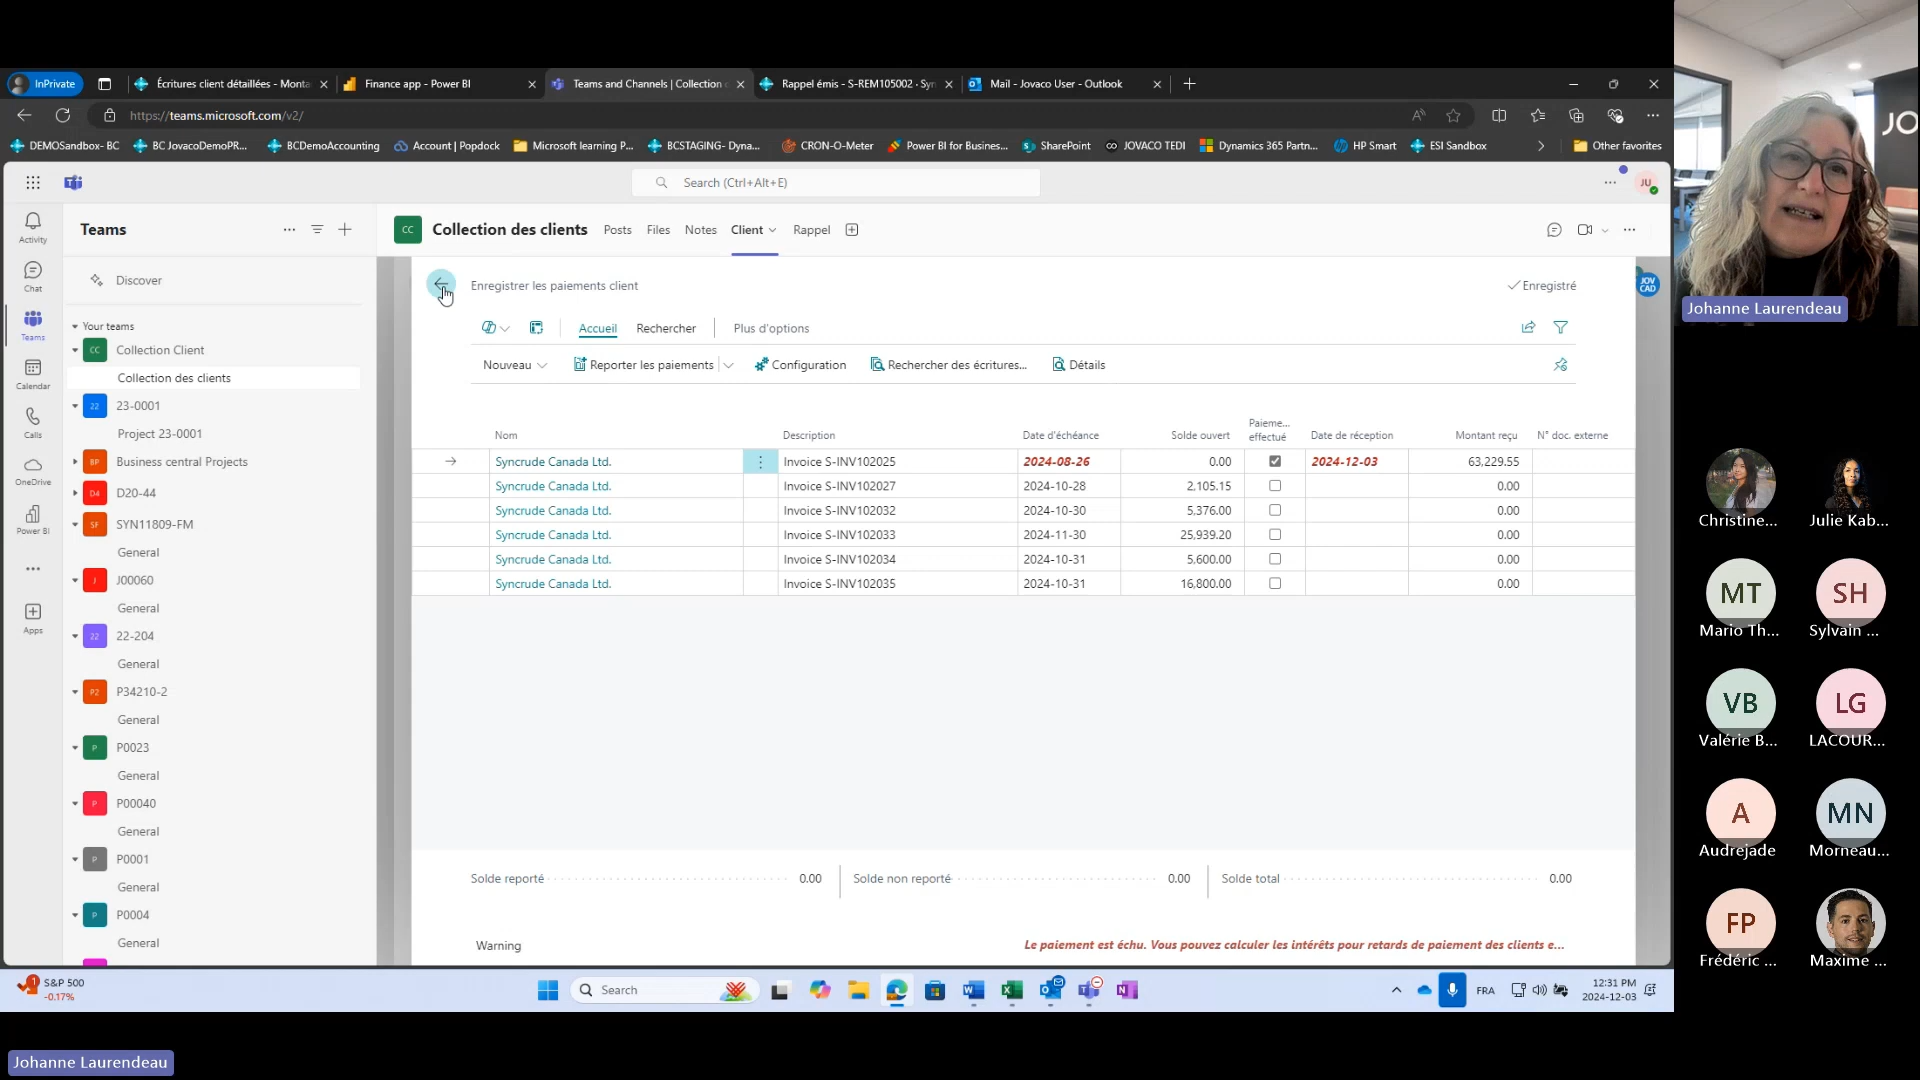 InPrivate
Écritures client détaillées - Monta
Finance app - Power BI
Teams and Channels | Collection
Rappel émis - S-REM105002 - Syn
Mail - Jovaco User - Outlook
https://teams.microsoft.com/v2/
DEMOSandbox- BC
BC JovacoDemoPR...
BCDemoAccounting
Account | Popdock
Microsoft learning P...
BCSTAGING- Dyna...
CRON-O-Meter
Power BI for Busines...
SharePoint
JOVACO TEDI
Dynamics 365 Partn...
HP Smart
ESI Sandbox
Other favorites
Search (Ctrl+Alt+E)
JU
Activity
Chat
Teams
Calendar
Calls
OneDrive
Power BI
Apps
Teams
Discover
Your teams
CC Collection Client
Collection des clients
22 23-0001
Project 23-0001
BP Business central Projects
D4 D20-44
SF SYN11809-FM
General
J J00060
General
22 22-204
General
P2 P34210-2
General
P P0023
General
P P00040
General
P P0001
General
P P0004
General
CC Collection des clients Posts Files Notes Client Rappel
JOV CAD
Enregistrer les paiements client
Enregistré
Accueil Rechercher Plus d'options
Nouveau Reporter les paiements Configuration Rechercher des écritures... Détails
Nom Description Date d'échéance Solde ouvert Paieme... effectué Date de réception Montant reçu N° doc. externe
Syncrude Canada Ltd. Invoice S-INV102025 2024-08-26 0.00 2024-12-03 63,229.55
Syncrude Canada Ltd. Invoice S-INV102027 2024-10-28 2,105.15 0.00
Syncrude Canada Ltd. Invoice S-INV102032 2024-10-30 5,376.00 0.00
Syncrude Canada Ltd. Invoice S-INV102033 2024-11-30 25,939.20 0.00
Syncrude Canada Ltd. Invoice S-INV102034 2024-10-31 5,600.00 0.00
Syncrude Canada Ltd. Invoice S-INV102035 2024-10-31 16,800.00 0.00
Solde reporté 0.00 Solde non reporté 0.00 Solde total 0.00
Warning Le paiement est échu. Vous pouvez calculer les intérêts pour retards de paiement des clients e...
1
S&P 500
-0.17%
Search
FRA
12:31 PM
2024-12-03
Johanne Laurendeau
JO
Johanne Laurendeau
Christine...
Julie Kab...
MT
Mario Th...
SH
Sylvain ...
VB
Valérie B...
LG
LACOUR...
A
Audrejade
MN
Morneau...
FP
Frédéric ...
Maxime ...